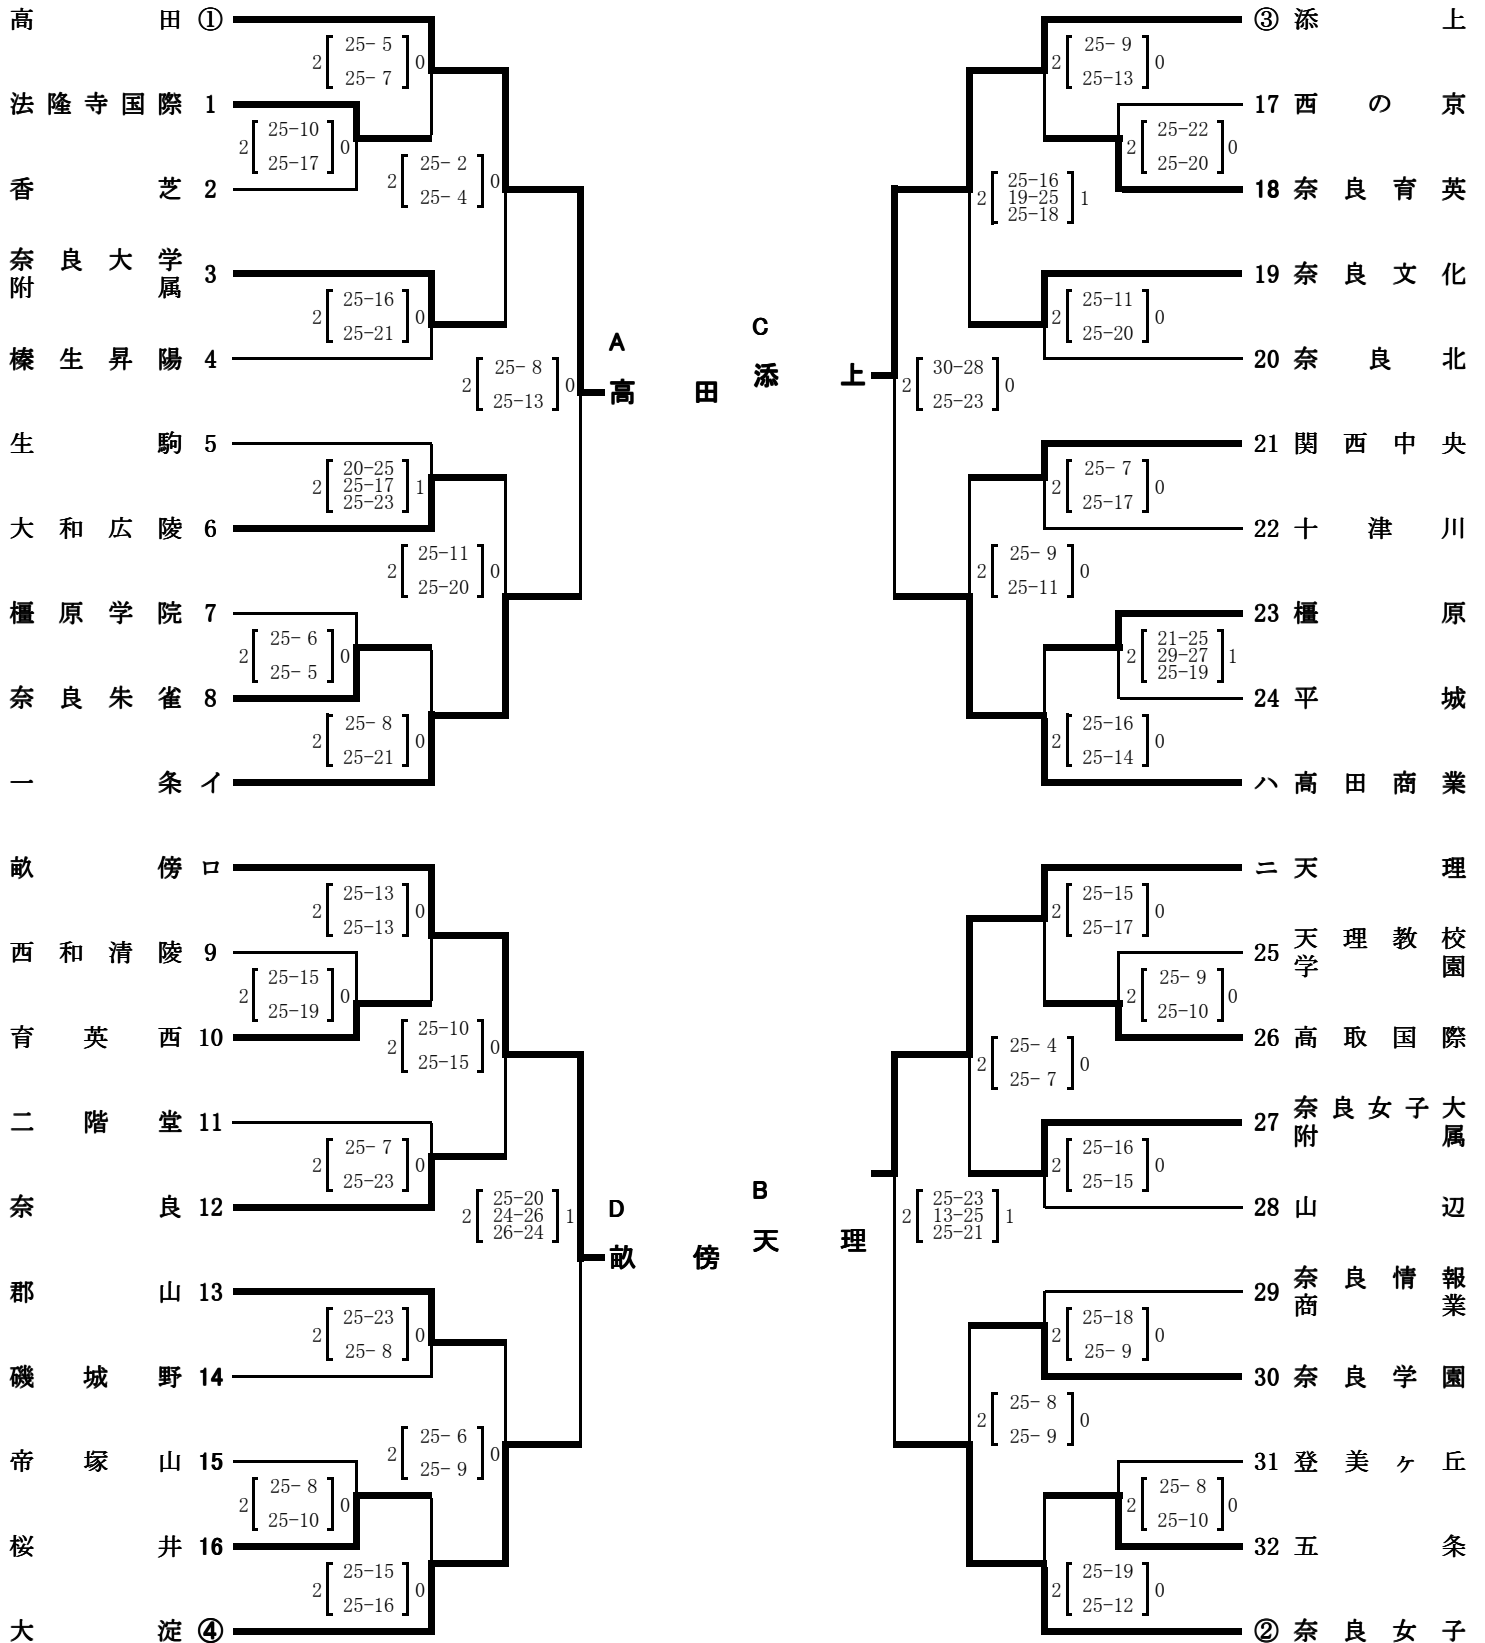 高田 ①
25- 5
2 0
25- 7
法隆寺国際 1
25-10
2 0
25-17
香芝 2
25- 2
2 0
25- 4
奈良大学
附属 3
25-16
2 0
25-21
榛生昇陽 4
25- 8
2 0
25-13
A
高田
生駒 5
20-25
2 25-17 1
25-23
大和広陵 6
25-11
2 0
25-20
橿原学院 7
25- 6
2 0
25- 5
奈良朱雀 8
25- 8
2 0
25-21
一条 イ
畝傍 ロ
25-13
2 0
25-13
西和清陵 9
25-15
2 0
25-19
育英西 10
25-10
2 0
25-15
二階堂 11
25- 7
2 0
25-23
奈良 12
25-20
2 24-26 1
26-24
D
畝傍
郡山 13
25-23
2 0
25- 8
磯城野 14
25- 6
2 0
25- 9
帝塚山 15
25- 8
2 0
25-10
桜井 16
25-15
2 0
25-16
大淀 ④
③ 添上
25- 9
2 0
25-13
17 西の京
25-22
2 0
25-20
18 奈良育英
25-16
2 19-25 1
25-18
19 奈良文化
25-11
2 0
25-20
20 奈良北
C
添上
30-28
2 0
25-23
21 関西中央
25- 7
2 0
25-17
22 十津川
25- 9
2 0
25-11
23 橿原
21-25
2 29-27 1
25-19
24 平城
25-16
2 0
25-14
ハ 高田商業
ニ 天理
25-15
2 0
25-17
25 天理教校
学園
25- 9
2 0
25-10
26 高取国際
25- 4
2 0
25- 7
27 奈良女子大
附属
25-16
2 0
25-15
28 山辺
B
天理
25-23
2 13-25 1
25-21
29 奈良情報
商業
25-18
2 0
25- 9
30 奈良学園
25- 8
2 0
25- 9
31 登美ヶ丘
25- 8
2 0
25-10
32 五条
25-19
2 0
25-12
② 奈良女子